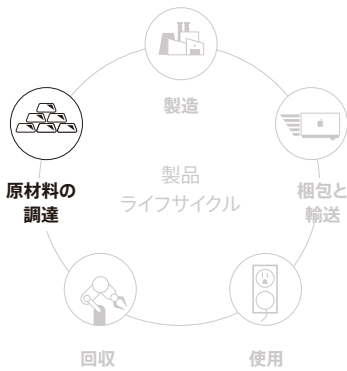 製造
原材料の
調達
製品
ライフサイクル
梱包と
輸送
回収
使用